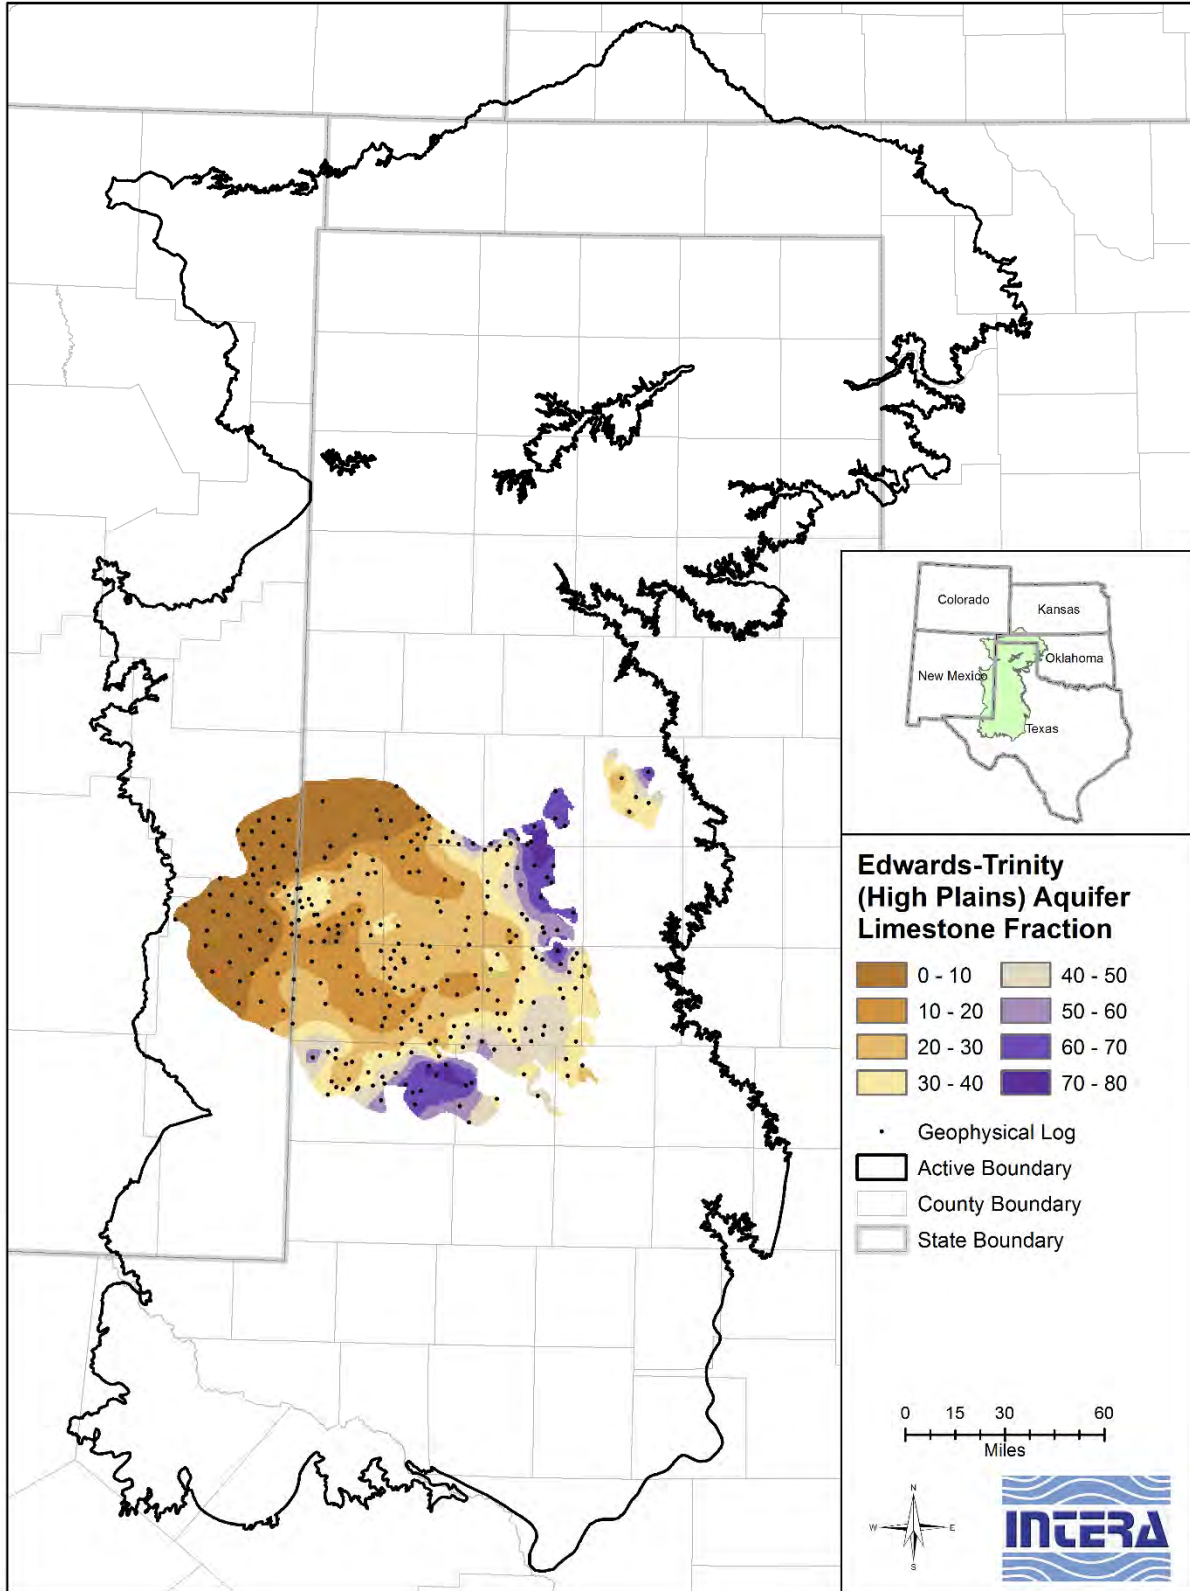 Colorado
Kansas
New Mexico
Oklahoma
Texas
Edwards-Trinity
(High Plains) Aquifer
Limestone Fraction
0 - 10
40 - 50
10 - 20
50 - 60
20 - 30
60 - 70
30 - 40
70 - 80
Geophysical Log
Active Boundary
County Boundary
State Boundary
0 15 30 60
Miles
N
W E
S
INTERA